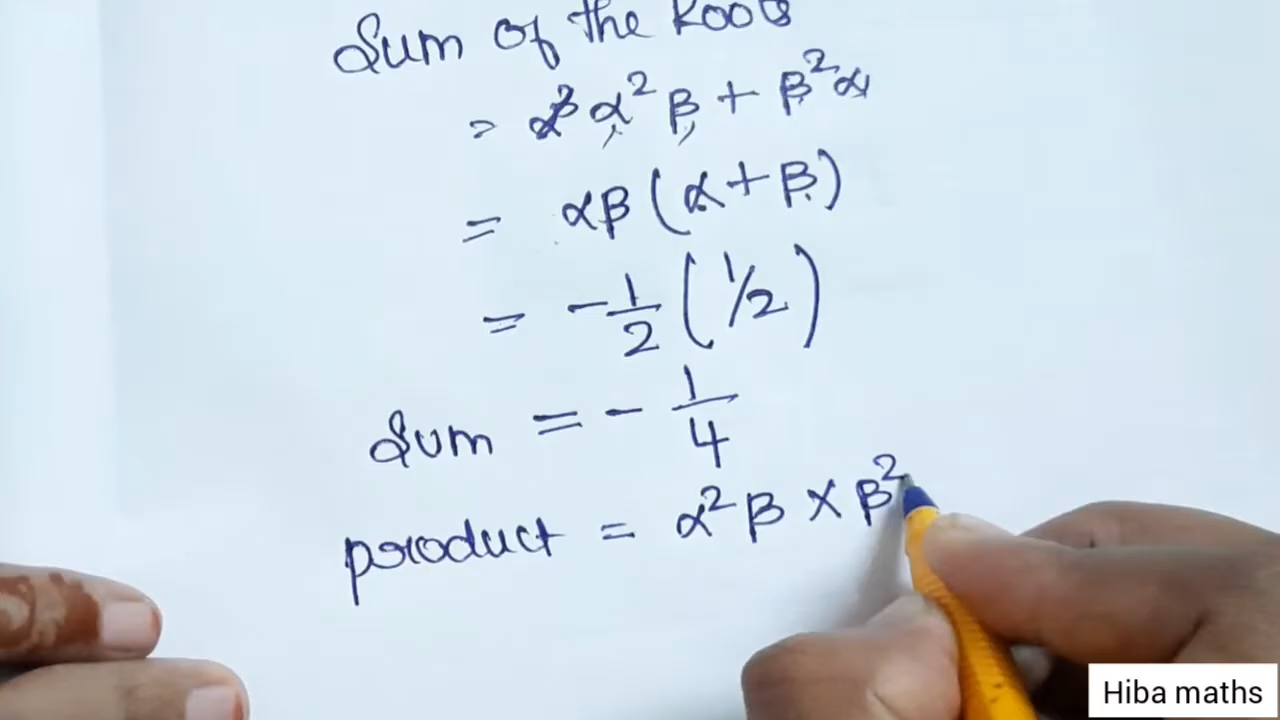 Sum of the Roots
= α²β + β²α
= αβ (α + β)
= -1/2 (1/2)
Sum = - 1/4
product = α²β × β²
Hiba maths